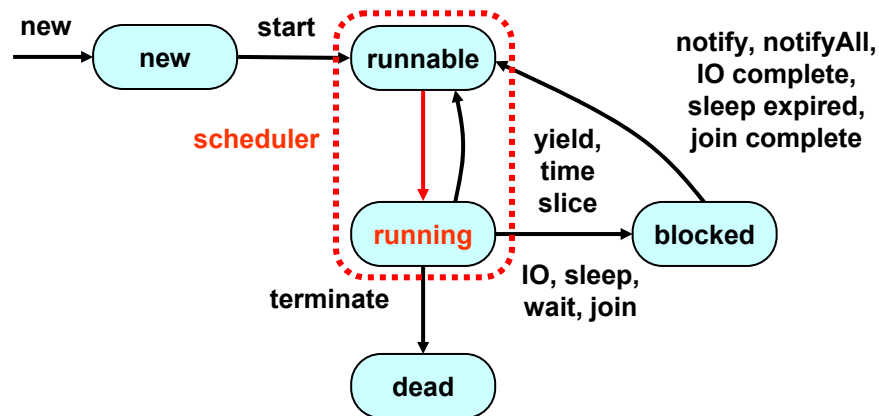 new
new
start
runnable
notify, notifyAll,
IO complete,
sleep expired,
join complete
scheduler
yield,
time
slice
running
blocked
IO, sleep,
wait, join
terminate
dead